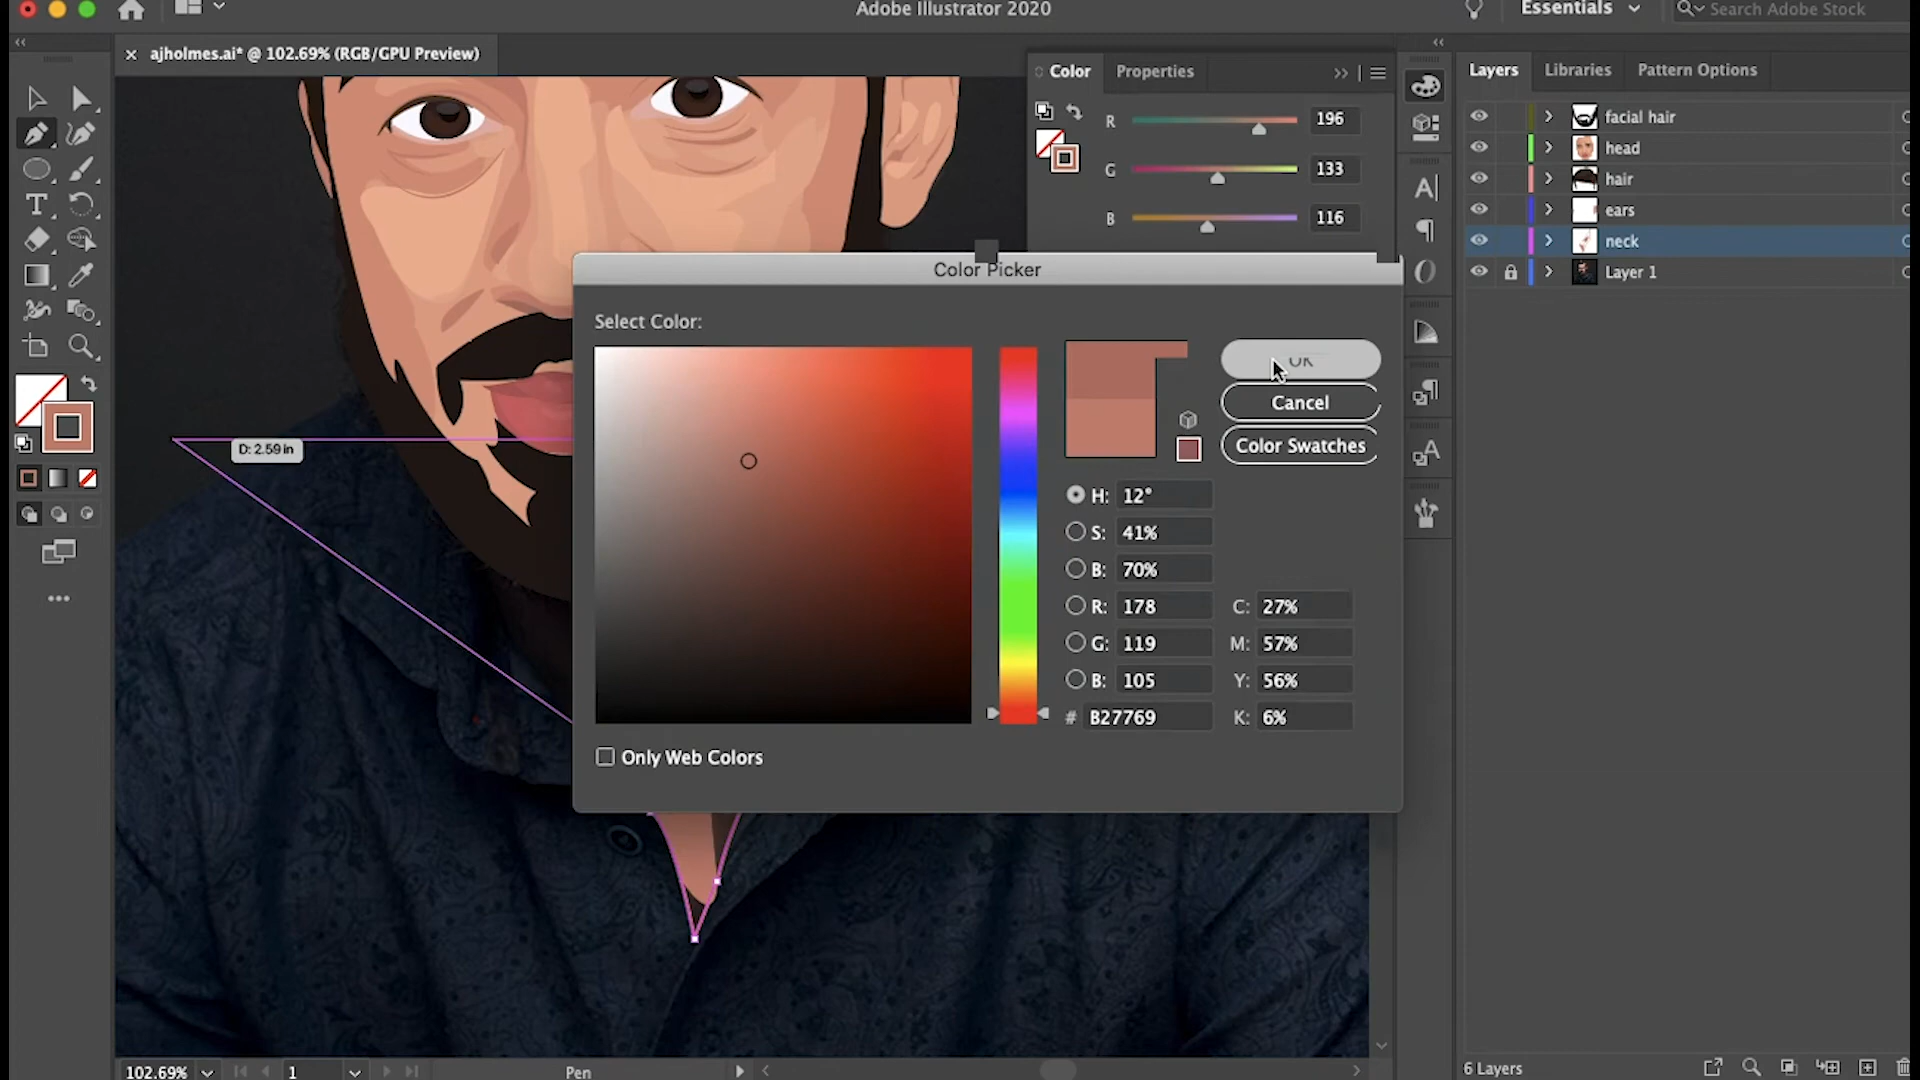 Adobe Illustrator 2020
Essentials
Search Adobe Stock
ajholmes.ai* @ 102.69% (RGB/GPU Preview)
Color
Properties
R
196
G
133
B
116
Layers
Libraries
Pattern Options
facial hair
head
hair
ears
neck
Layer 1
Color Picker
Select Color:
OK
Cancel
Color Swatches
D: 2.59 in
H: 12°
S: 41%
B: 70%
R: 178
C: 27%
G: 119
M: 57%
B: 105
Y: 56%
# B27769
K: 6%
Only Web Colors
102.69%
1
Pen
6 Layers